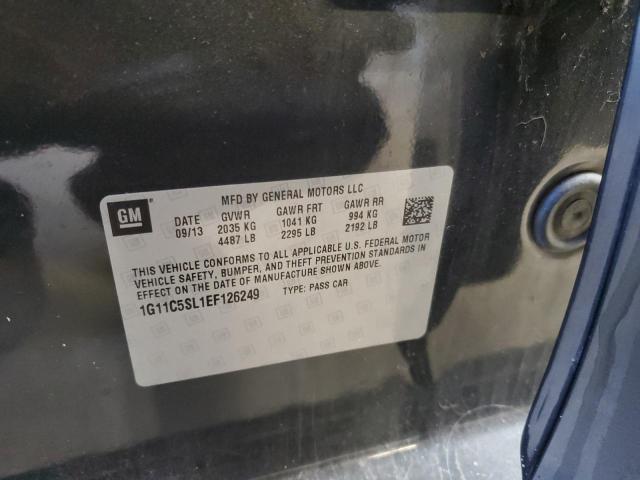 GM
MFD BY GENERAL MOTORS LLC
DATE GVWR GAWR FRT GAWR RR
09/13 2035 KG 1041 KG 994 KG
4487 LB 2295 LB 2192 LB
THIS VEHICLE CONFORMS TO ALL APPLICABLE U.S. FEDERAL MOTOR
VEHICLE SAFETY, BUMPER, AND THEFT PREVENTION STANDARDS IN
EFFECT ON THE DATE OF MANUFACTURE SHOWN ABOVE.
1G11C5SL1EF126249 TYPE: PASS CAR